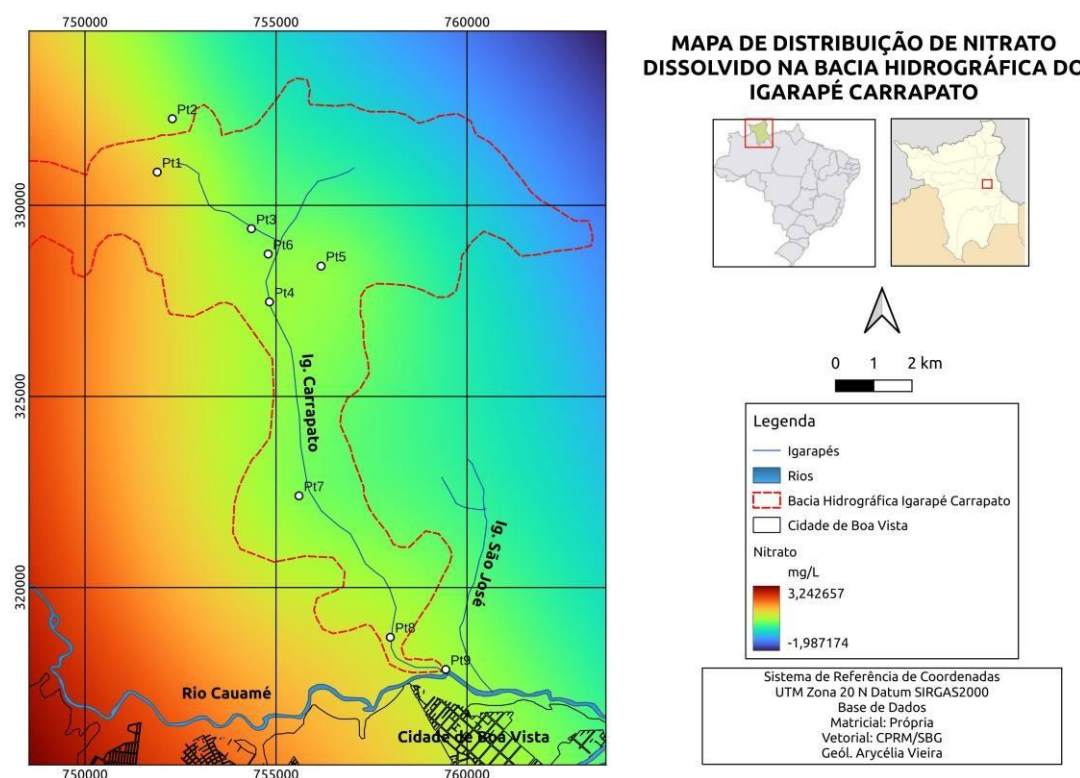 750000
755000
760000
330000
325000
320000
Pt2
Pt1
Pt3
Pt6
Pt5
Pt4
Ig. Carrapato
Pt7
Ig. São José
Pt8
Pt9
Rio Cauamé
Cidade de Boa Vista
750000
755000
760000
MAPA DE DISTRIBUIÇÃO DE NITRATO
DISSOLVIDO NA BACIA HIDROGRÁFICA DO
IGARAPÉ CARRAPATO
0 1 2 km
Legenda
Igarapés
Rios
Bacia Hidrográfica Igarapé Carrapato
Cidade de Boa Vista
Nitrato
mg/L
3,242657
-1,987174
Sistema de Referência de Coordenadas
UTM Zona 20 N Datum SIRGAS2000
Base de Dados
Matricial: Própria
Vetorial: CPRM/SBG
Geól. Arycélia Vieira